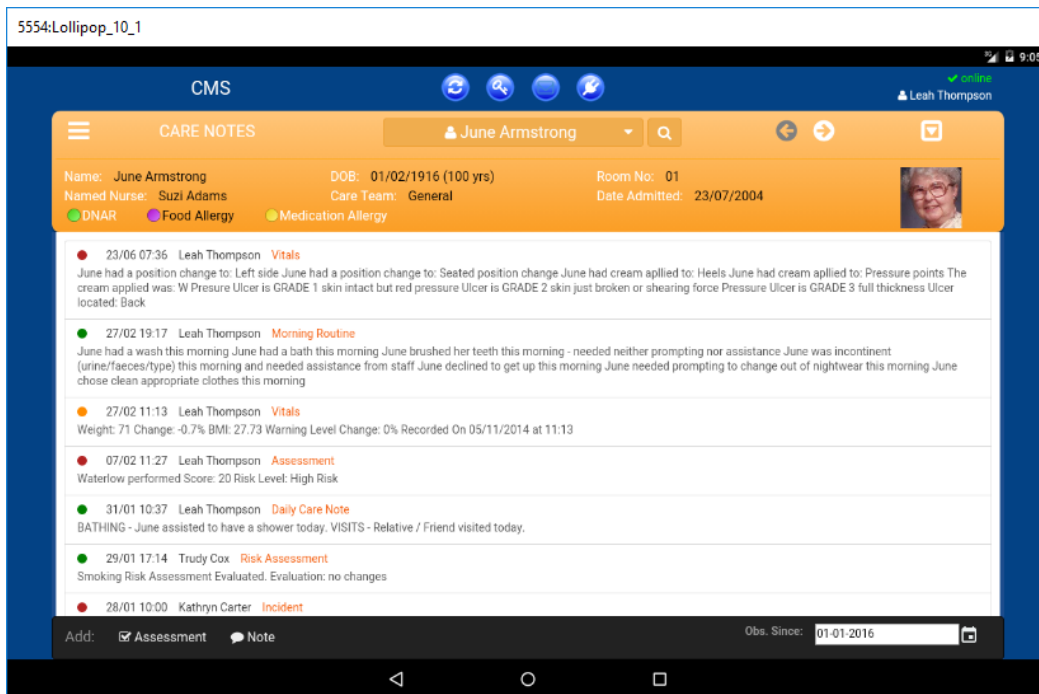 5554:Lollipop_10_1
3G 9:05
CMS
online
Leah Thompson
CARE NOTES
June Armstrong
Name: June Armstrong DOB: 01/02/1916 (100 yrs) Room No: 01
Named Nurse: Suzi Adams Care Team: General Date Admitted: 23/07/2004
DNAR Food Allergy Medication Allergy
23/06 07:36 Leah Thompson Vitals
June had a position change to: Left side June had a position change to: Seated position change June had cream apllied to: Heels June had cream apllied to: Pressure points The
cream applied was: W Presure Ulcer is GRADE 1 skin intact but red pressure Ulcer is GRADE 2 skin just broken or shearing force Pressure Ulcer is GRADE 3 full thickness Ulcer
located: Back
27/02 19:17 Leah Thompson Morning Routine
June had a wash this morning June had a bath this morning June brushed her teeth this morning - needed neither prompting nor assistance June was incontinent
(urine/faeces/type) this morning and needed assistance from staff June declined to get up this morning June needed prompting to change out of nightwear this morning June
chose clean appropriate clothes this morning
27/02 11:13 Leah Thompson Vitals
Weight: 71 Change: -0.7% BMI: 27.73 Warning Level Change: 0% Recorded On 05/11/2014 at 11:13
07/02 11:27 Leah Thompson Assessment
Waterlow performed Score: 20 Risk Level: High Risk
31/01 10:37 Leah Thompson Daily Care Note
BATHING - June assisted to have a shower today. VISITS - Relative / Friend visited today.
29/01 17:14 Trudy Cox Risk Assessment
Smoking Risk Assessment Evaluated. Evaluation: no changes
28/01 10:00 Kathryn Carter Incident
Add: Assessment Note Obs. Since: 01-01-2016